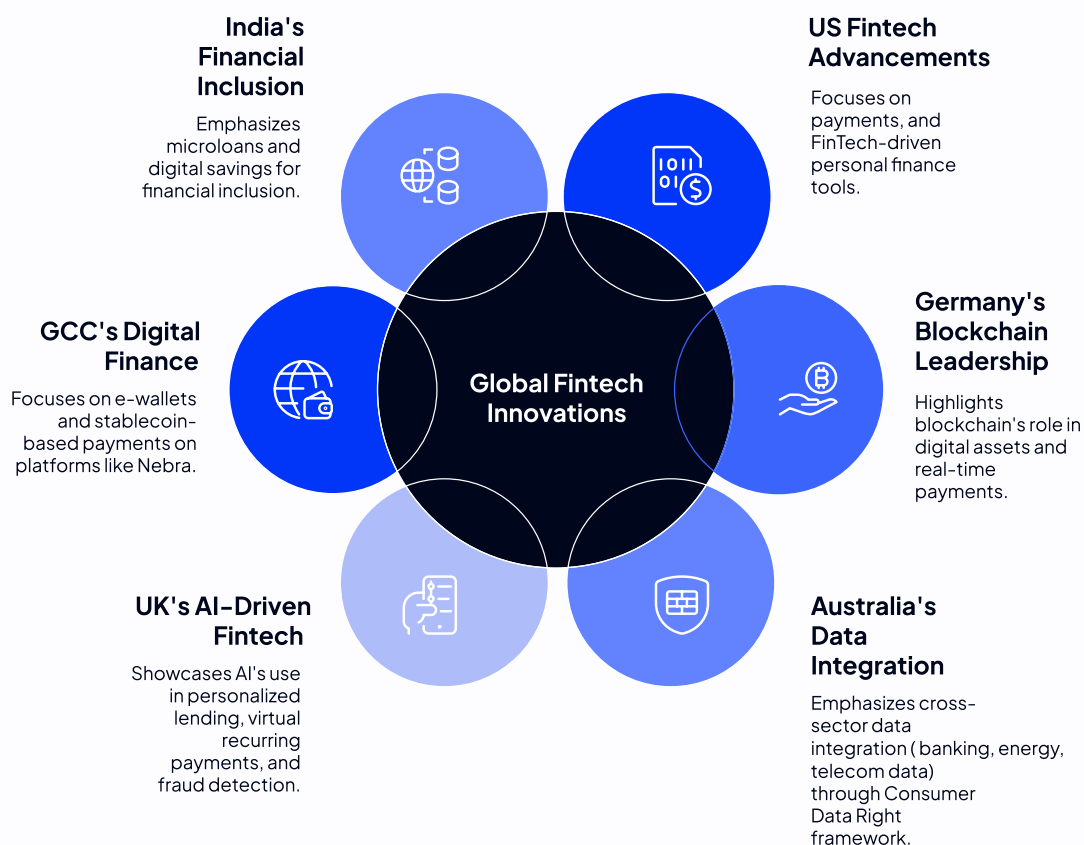 India's
Financial
Inclusion
Emphasizes
microloans and
digital savings for
financial inclusion.
US Fintech
Advancements
Focuses on
payments, and
FinTech-driven
personal finance
tools.
1011
01
$
GCC's Digital
Finance
Focuses on e-wallets
and stablecoin-
based payments on
platforms like Nebra.
Global Fintech
Innovations
Germany's
Blockchain
Leadership
Highlights
blockchain's role in
digital assets and
real-time
payments.
UK's AI-Driven
Fintech
Showcases AI's use
in personalized
lending, virtual
recurring
payments, and
fraud detection.
Australia's
Data
Integration
Emphasizes cross-
sector data
integration ( banking, energy,
telecom data)
through Consumer
Data Right
framework.